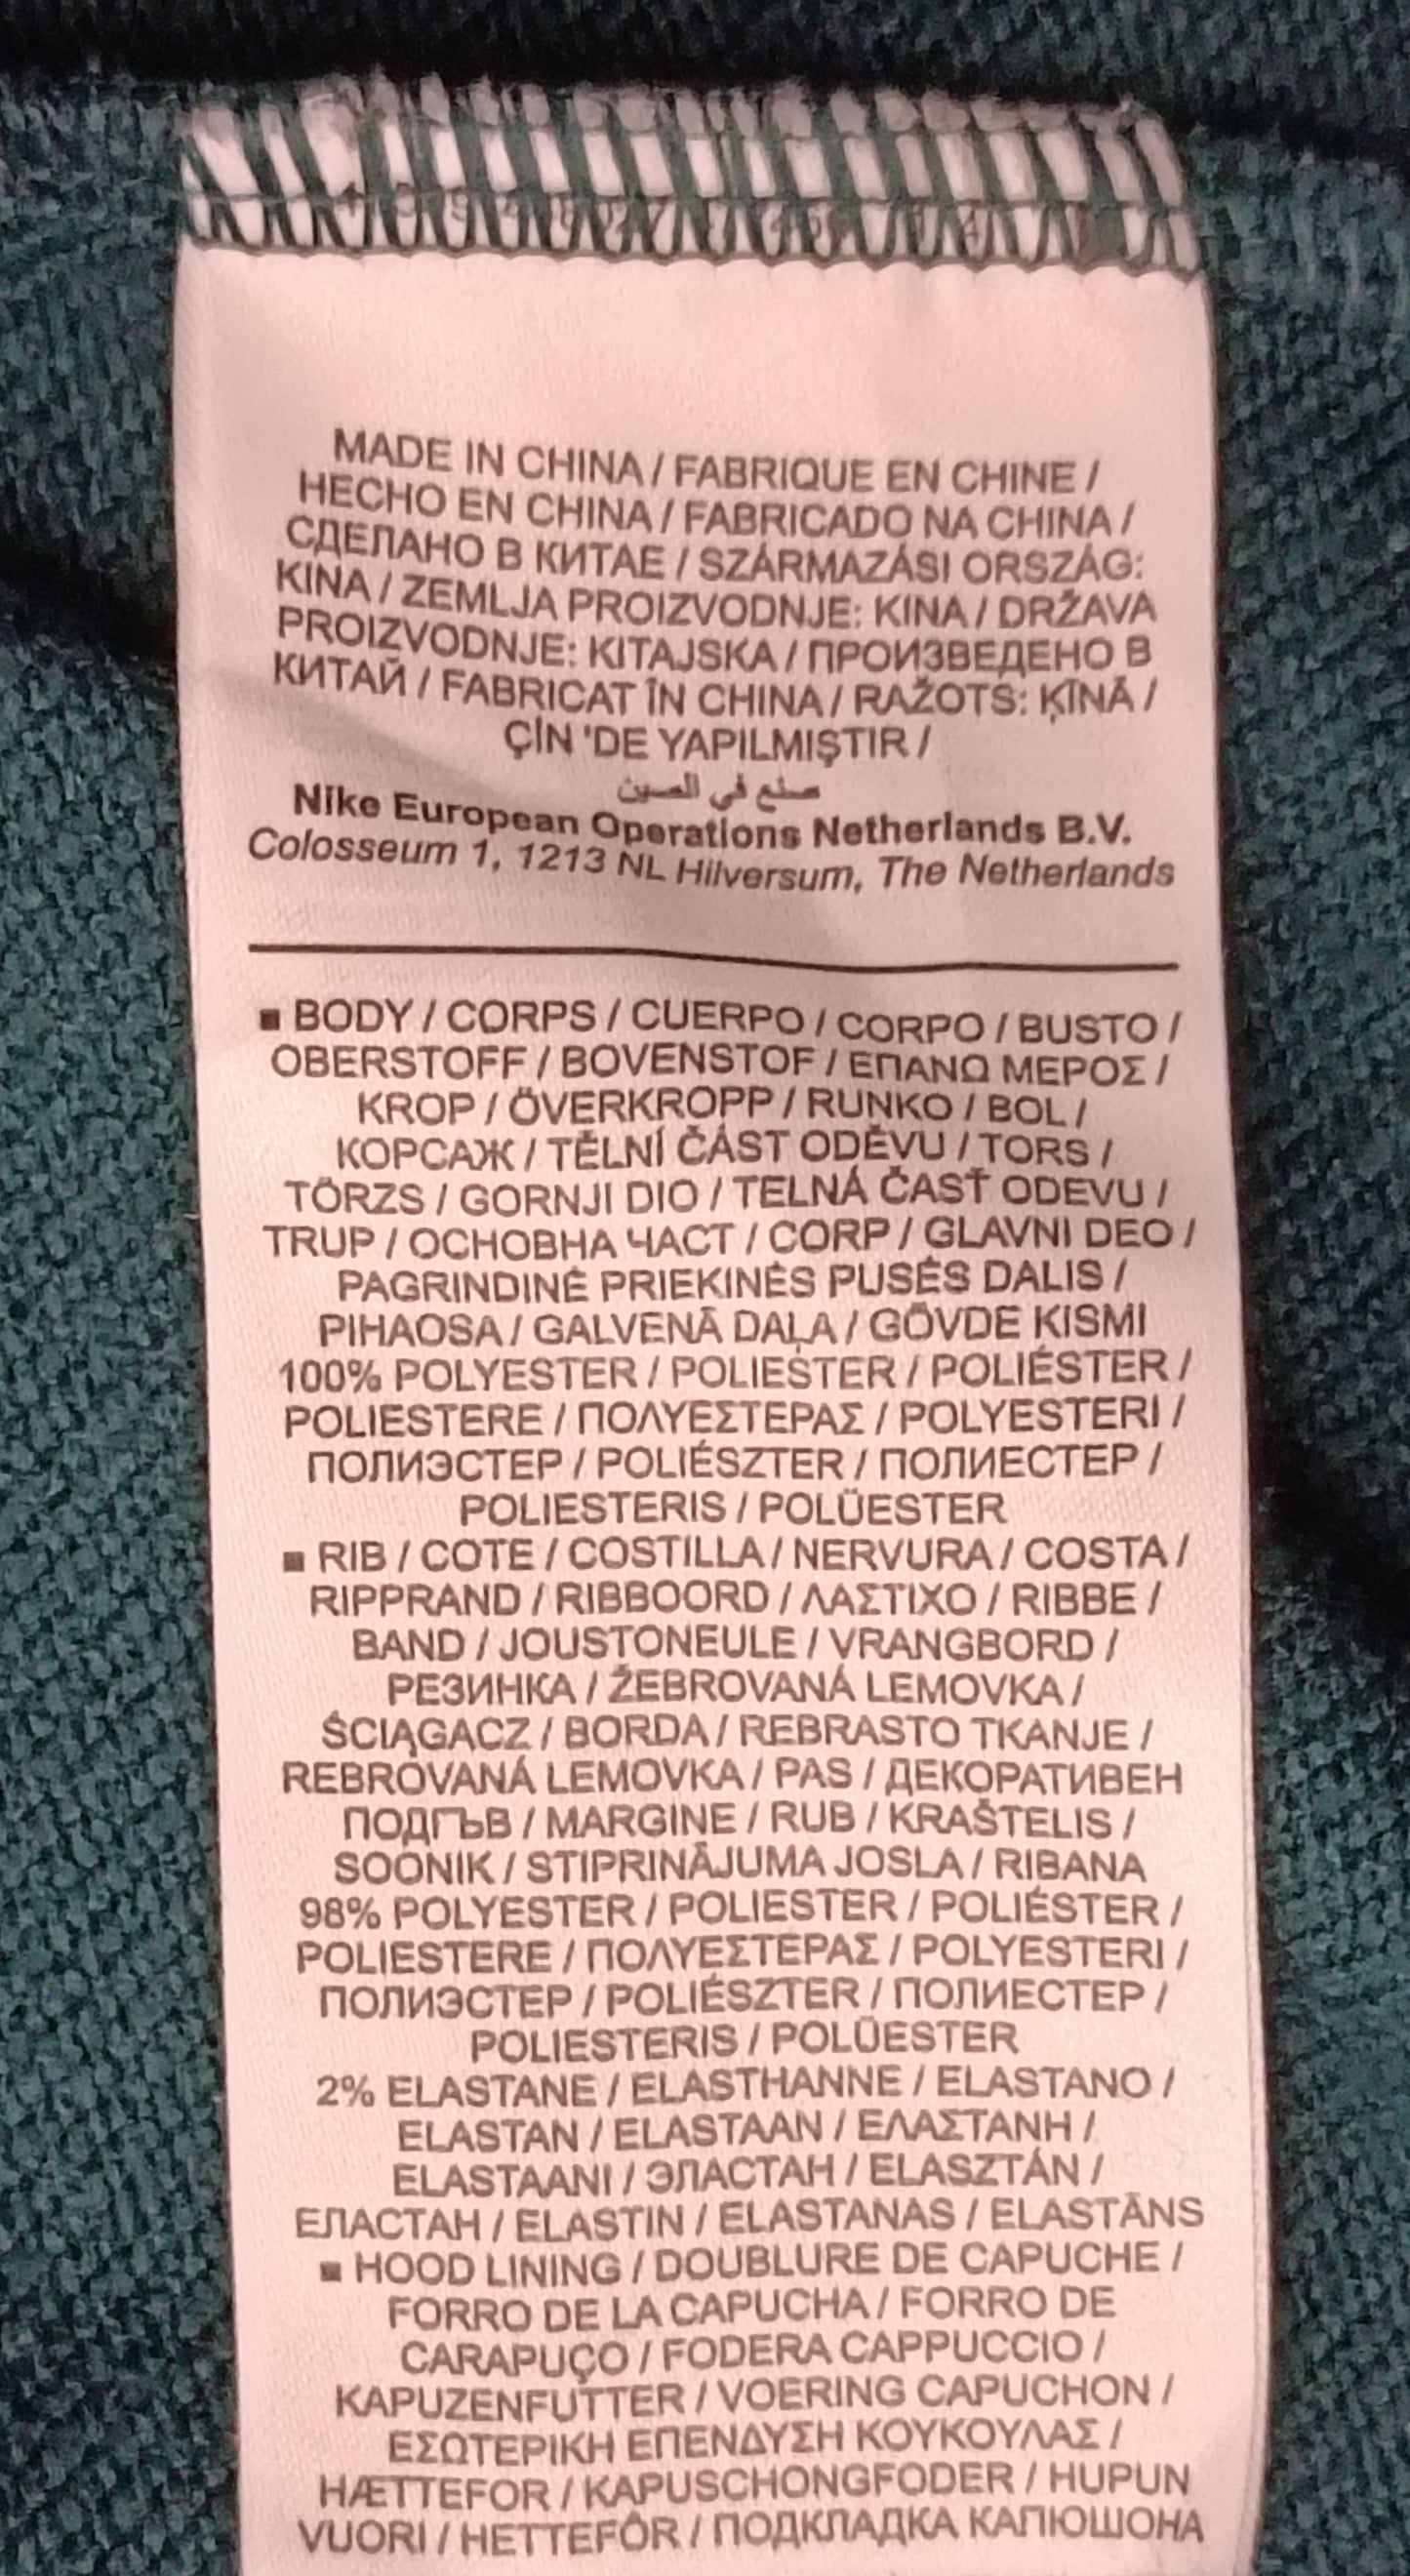 MADE IN CHINA / FABRIQUE EN CHINE /
HECHO EN CHINA / FABRICADO NA CHINA /
СДЕЛАНО В КИТАЕ / SZÁRMAZÁSI ORSZÁG:
KINA / ZEMLJA PROIZVODNJE: KINA / DRŽAVA
PROIZVODNJE: KITAJSKA / ПРОИЗВЕДЕНО В
КИТАЙ / FABRICAT ÎN CHINA / RAŽOTS: ĶĪNĀ /
ÇİN 'DE YAPILMIŞTIR /
صنع في الصين
Nike European Operations Netherlands B.V.
Colosseum 1, 1213 NL Hilversum, The Netherlands
■ BODY / CORPS / CUERPO / CORPO / BUSTO /
OBERSTOFF / BOVENSTOF / ΕΠΑΝΩ ΜΕΡΟΣ /
KROP / ÖVERKROPP / RUNKO / BOL /
КОРСАЖ / TĚLNÍ ČÁST ODĚVU / TORS /
TÖRZS / GORNJI DIO / TELNÁ ČASŤ ODEVU /
TRUP / ОСНОВНА ЧАСТ / CORP / GLAVNI DEO /
PAGRINDINĖ PRIEKINĖS PUSĖS DALIS /
PIHAOSA / GALVENĀ DAĻA / GÖVDE KISMI
100% POLYESTER / POLIESTER / POLIÉSTER /
POLIESTERE / ΠΟΛΥΕΣΤΕΡΑΣ / POLYESTERI /
ПОЛИЭСТЕР / POLIÉSZTER / ПОЛИЕСТЕР /
POLIESTERIS / POLÜESTER
■ RIB / COTE / COSTILLA / NERVURA / COSTA /
RIPPRAND / RIBBOORD / ΛΑΣΤΙΧΟ / RIBBE /
BAND / JOUSTONEULE / VRANGBORD /
РЕЗИНКА / ŽEBROVANÁ LEMOVKA /
ŚCIĄGACZ / BORDA / REBRASTO TKANJE /
REBROVANÁ LEMOVKA / PAS / ДЕКОРАТИВЕН
ПОДГЪВ / MARGINE / RUB / KRAŠTELIS /
SOONIK / STIPRINĀJUMA JOSLA / RIBANA
98% POLYESTER / POLIESTER / POLIÉSTER /
POLIESTERE / ΠΟΛΥΕΣΤΕΡΑΣ / POLYESTERI /
ПОЛИЭСТЕР / POLIÉSZTER / ПОЛИЕСТЕР /
POLIESTERIS / POLÜESTER
2% ELASTANE / ELASTHANNE / ELASTANO /
ELASTAN / ELASTAAN / ΕΛΑΣΤΑΝΗ /
ELASTAANI / ЭЛАСТАН / ELASZTÁN /
ЕЛАСТАН / ELASTIN / ELASTANAS / ELASTĀNS
■ HOOD LINING / DOUBLURE DE CAPUCHE /
FORRO DE LA CAPUCHA / FORRO DE
CARAPUÇO / FODERA CAPPUCCIO /
KAPUZENFUTTER / VOERING CAPUCHON /
ΕΣΩΤΕΡΙΚΗ ΕΠΕΝΔΥΣΗ ΚΟΥΚΟΥΛΑΣ /
HÆTTEFOR / KAPUSCHONGFODER / HUPUN
VUORI / HETTEFÔR / ПОДКЛАДКА КАПЮШОНА